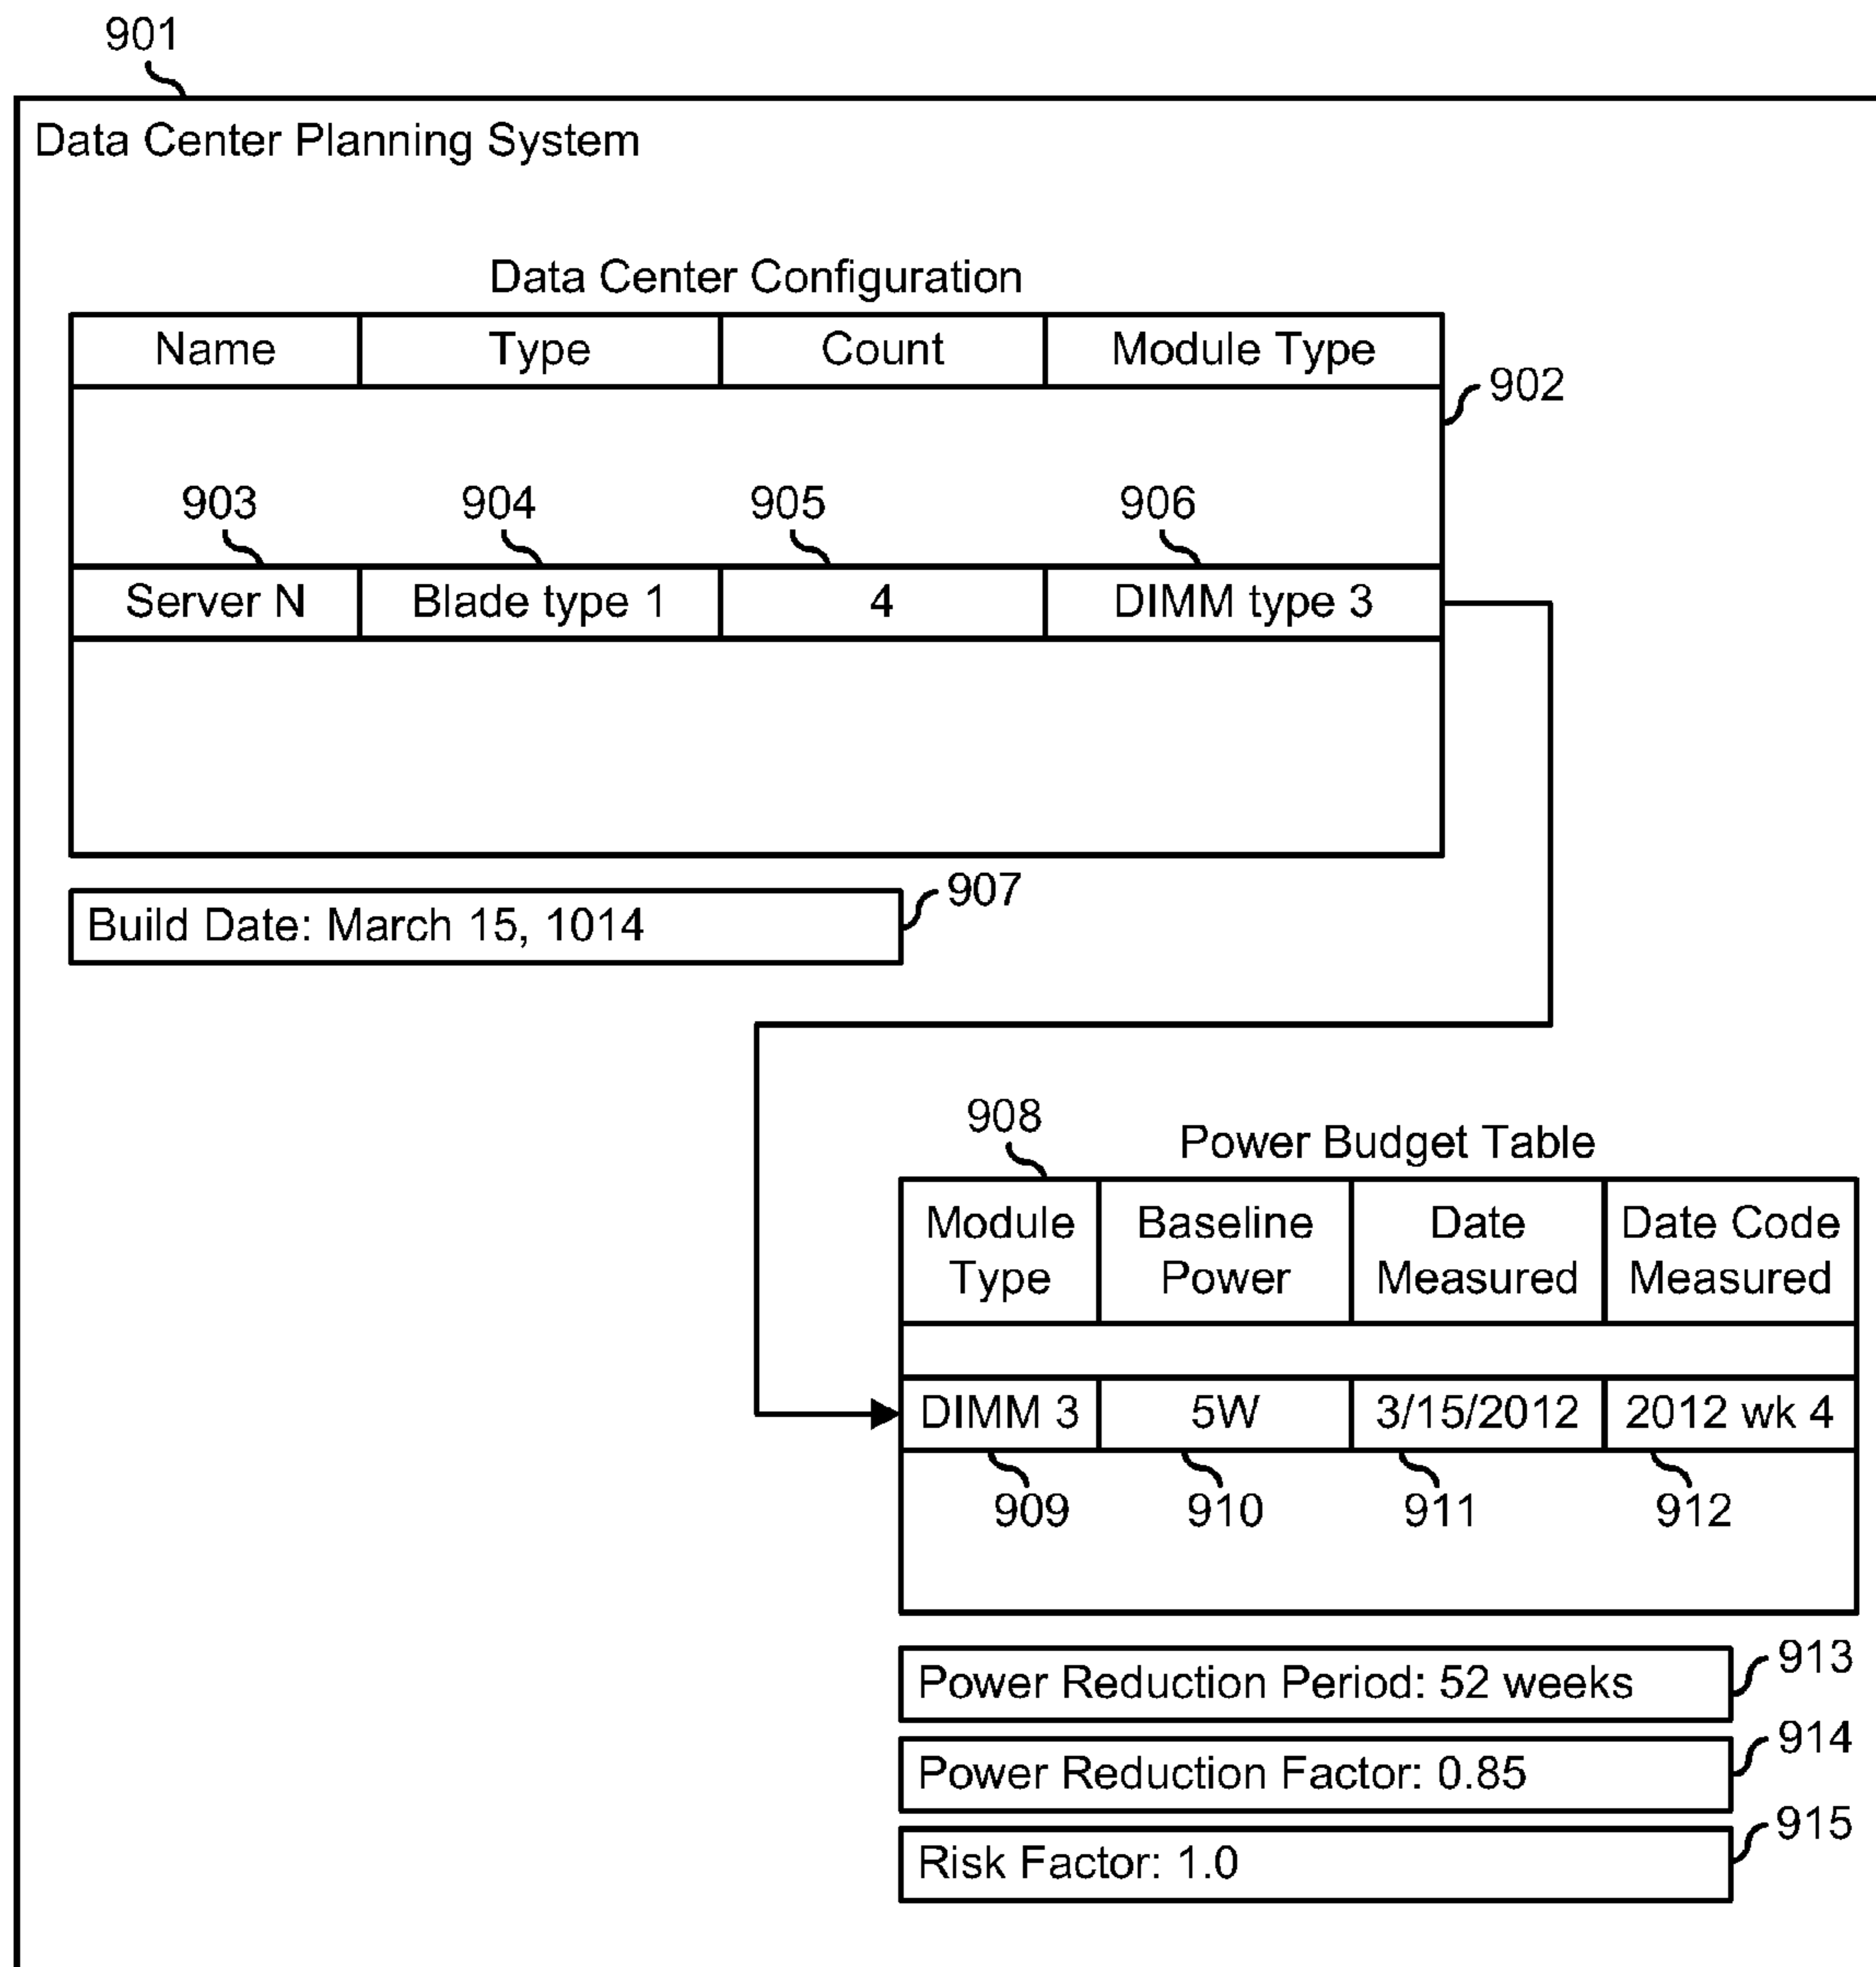 901
Data Center Planning System
Data Center Configuration
Name Type Count Module Type
902
903 904 905 906
Server N Blade type 1 4 DIMM type 3
907
Build Date: March 15, 1014
908
Power Budget Table
Module Baseline Date Date Code
Type Power Measured Measured
DIMM 3 5W 3/15/2012 2012 wk 4
909 910 911 912
913
Power Reduction Period: 52 weeks
914
Power Reduction Factor: 0.85
915
Risk Factor: 1.0